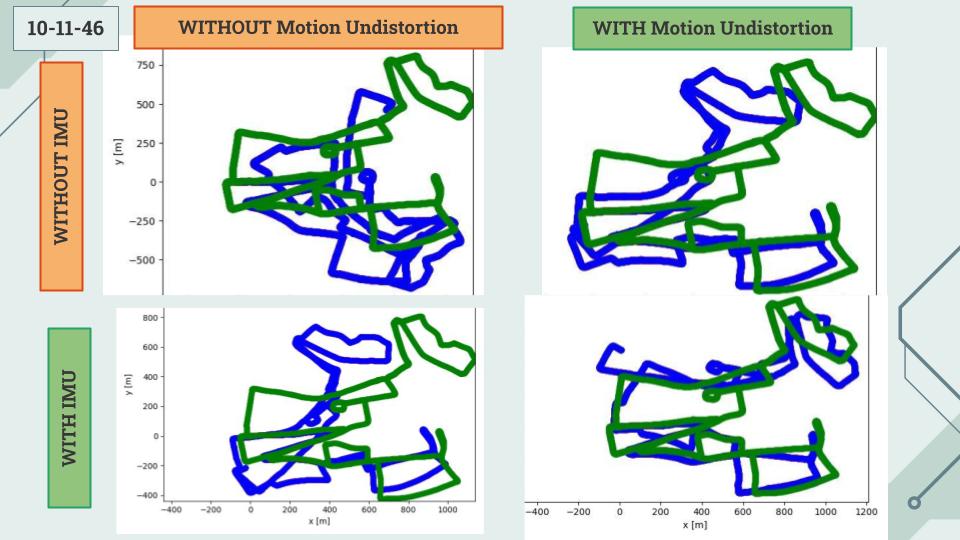 10-11-46
WITHOUT Motion Undistortion
WITH Motion Undistortion
WITHOUT IMU
y [m]
750
500
250
0
−250
−500
WITH IMU
y [m]
800
600
400
200
0
−200
−400
−400 −200 0 200 400 600 800 1000
x [m]
−400 −200 0 200 400 600 800 1000 1200
x [m]